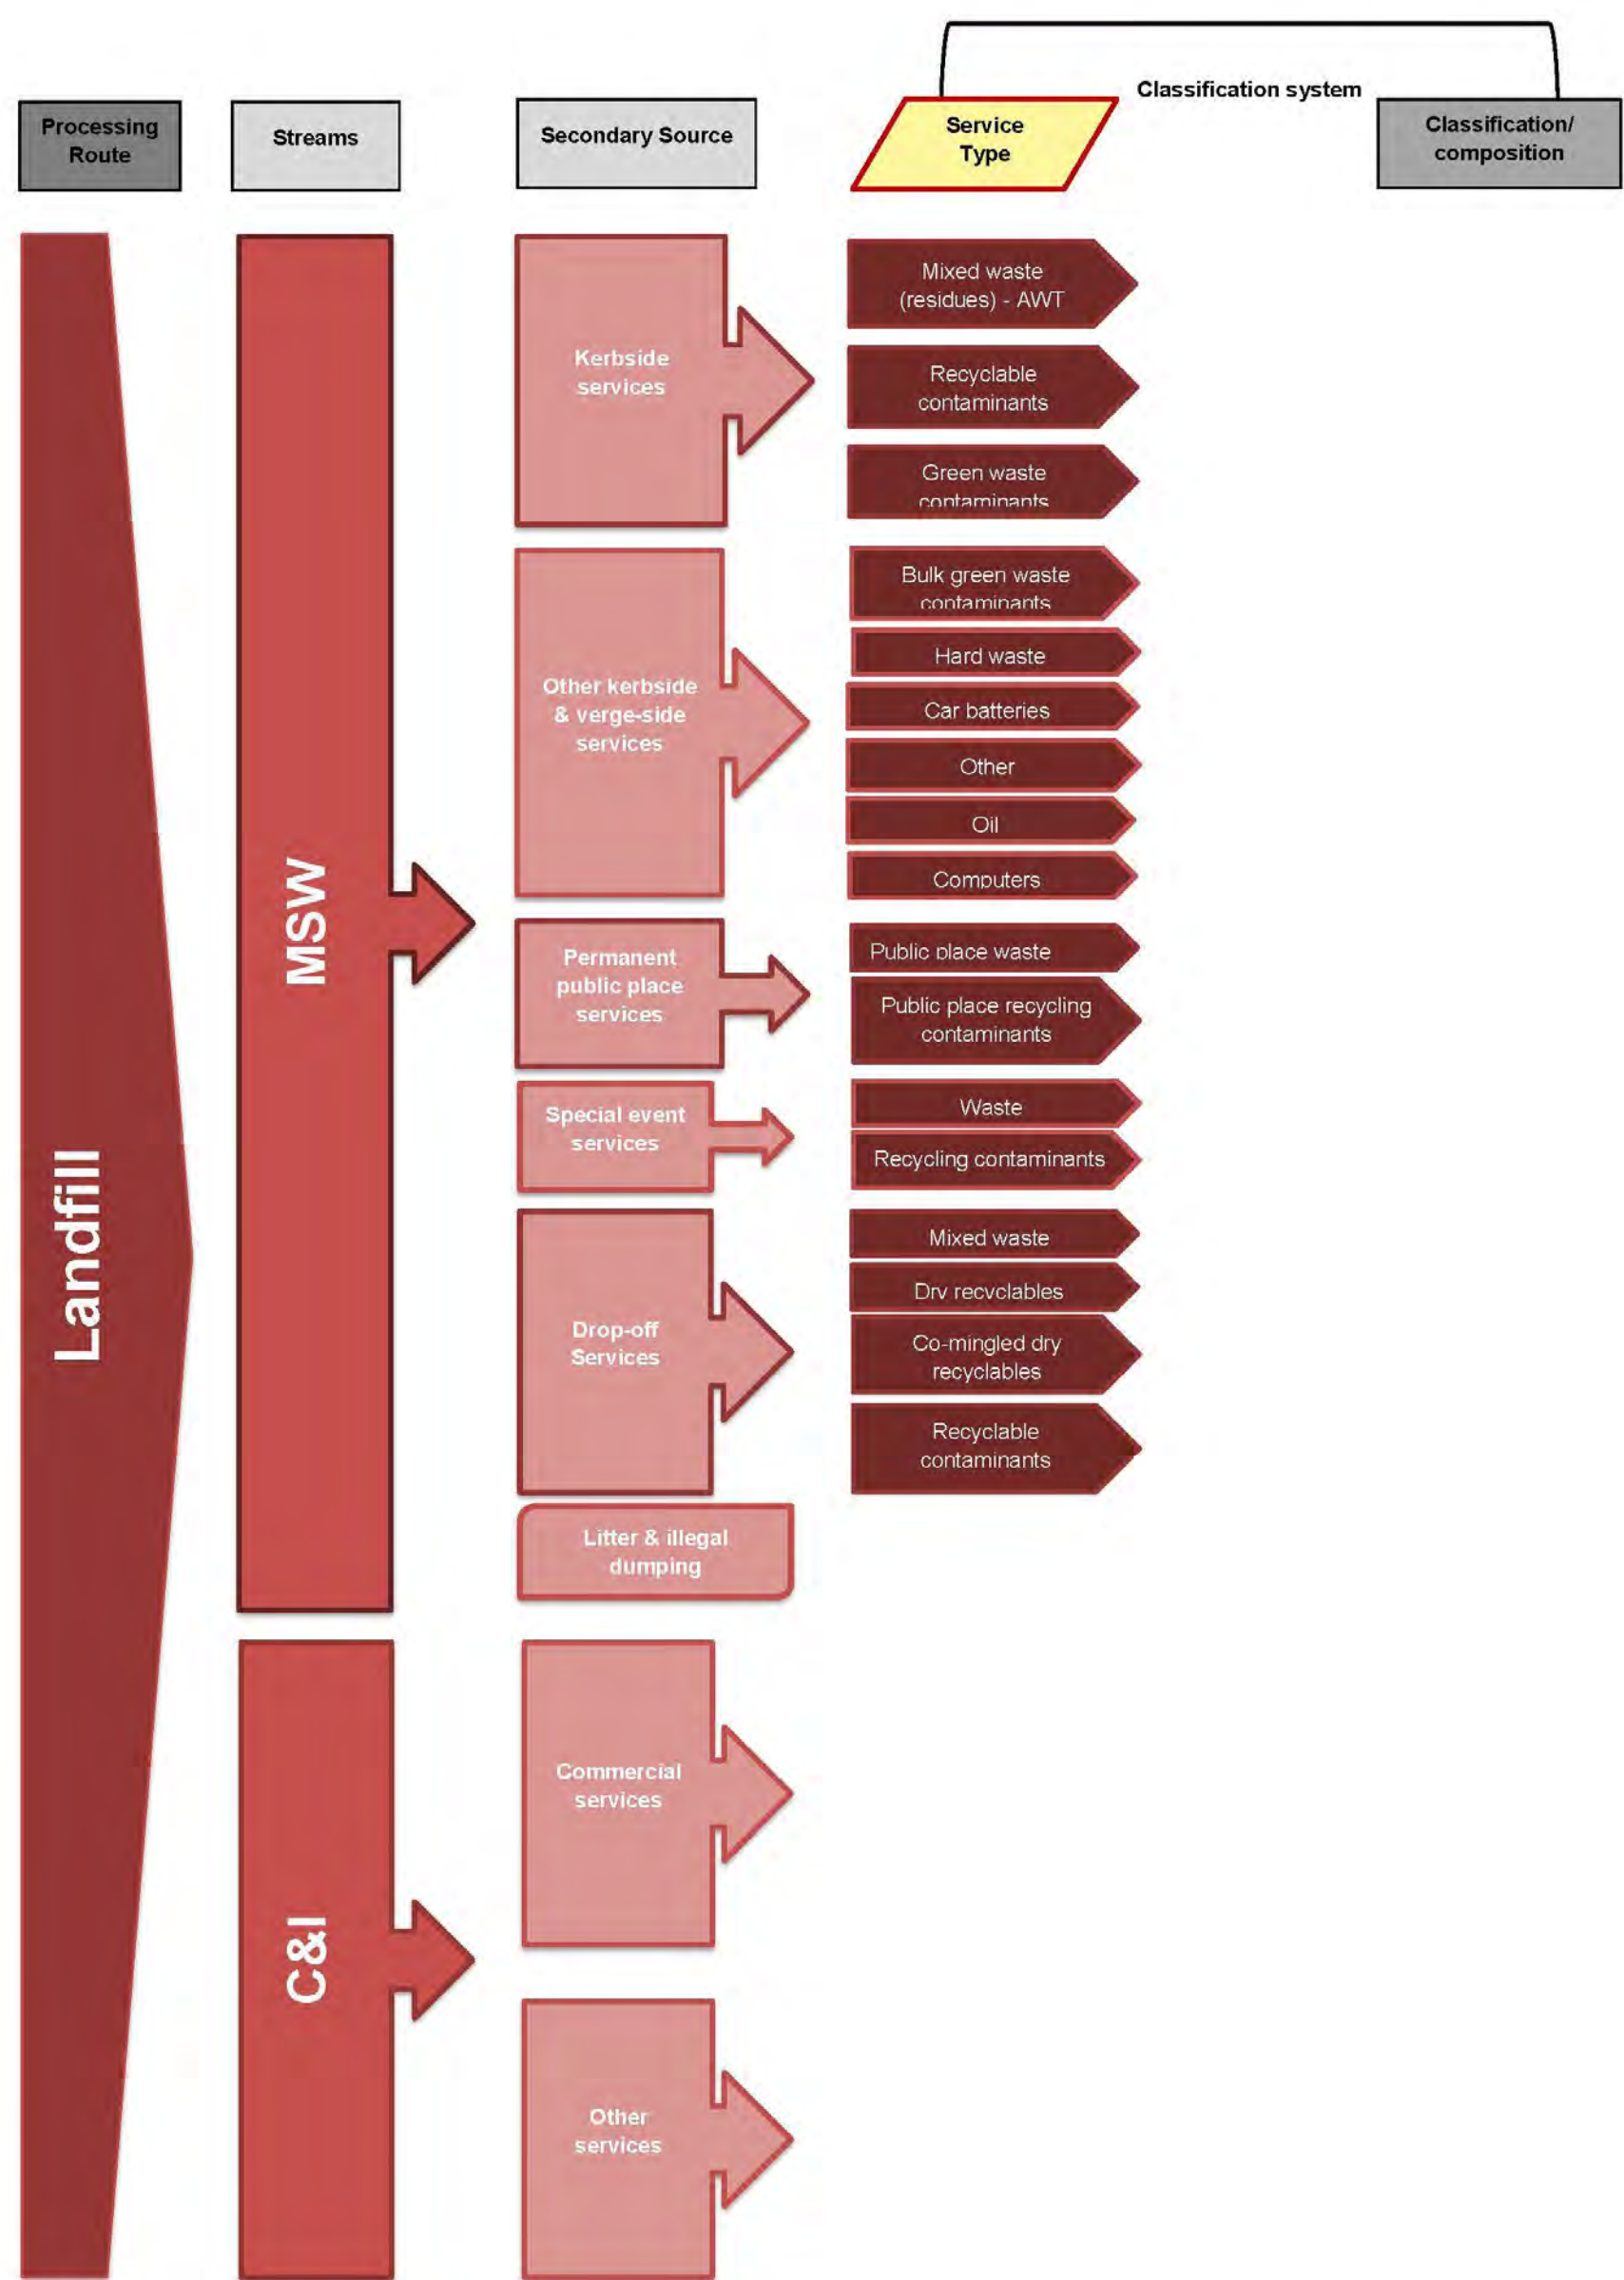 Classification system
Processing
Route
Streams
Secondary Source
Service
Type
Classification/
composition
Landfill
MSW
Kerbside
services
Mixed waste
(residues) - AWT
Recyclable
contaminants
Green waste
contaminants
Other kerbside
& verge-side
services
Bulk green waste
contaminants
Hard waste
Car batteries
Other
Oil
Computers
Permanent
public place
services
Public place waste
Public place recycling
contaminants
Special event
services
Waste
Recycling contaminants
Drop-off
Services
Mixed waste
Dry recyclables
Co-mingled dry
recyclables
Recyclable
contaminants
Litter & illegal
dumping
C&I
Commercial
services
Other
services